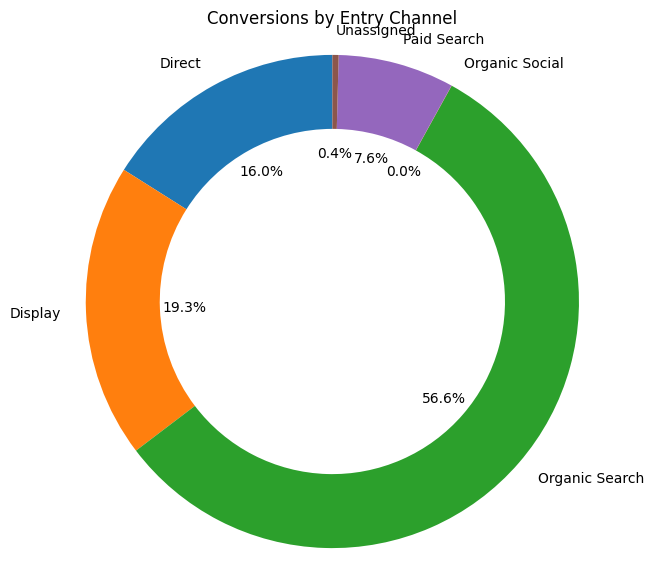 Conversions by Entry Channel
Unassigned
Paid Search
Direct
Organic Social
0.4%
7.6%
16.0%
0.0%
Display
19.3%
56.6%
Organic Search